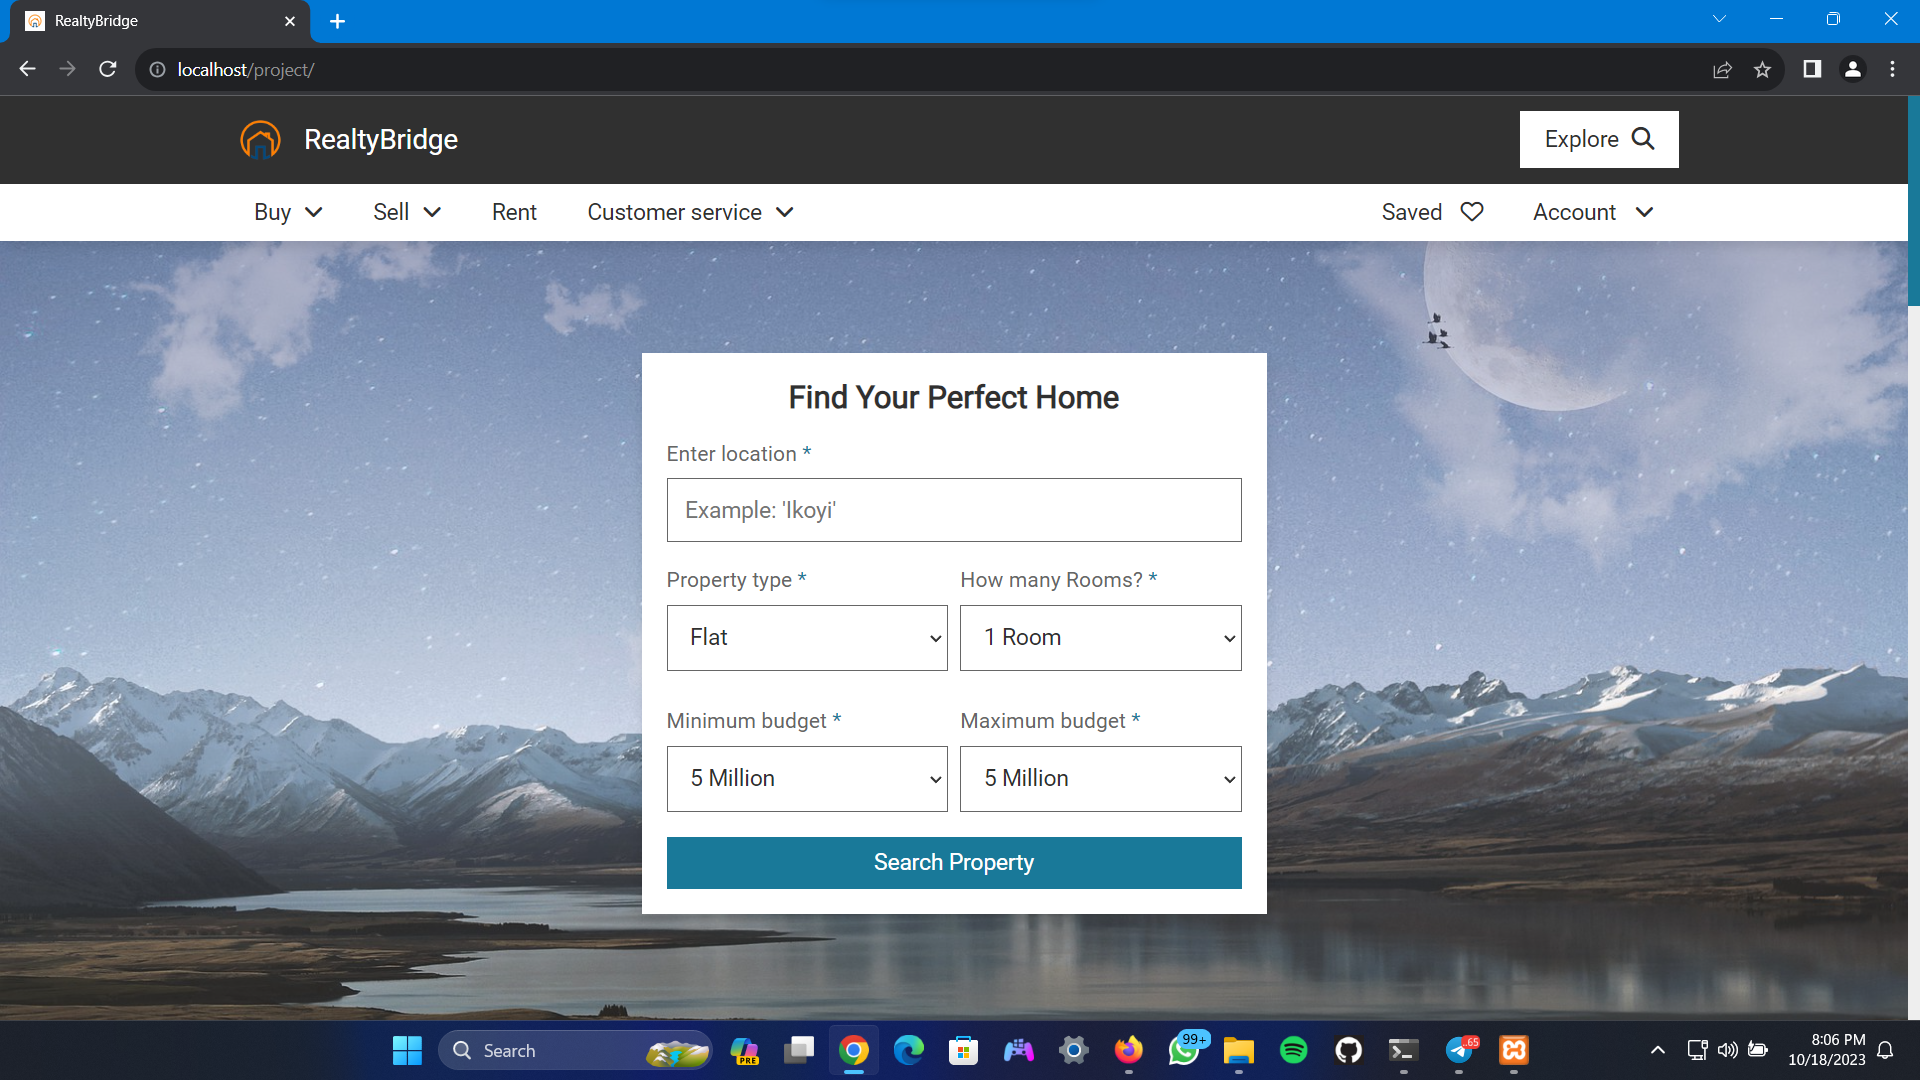 RealtyBridge
localhost/project/
RealtyBridge
Explore
Buy
Sell
Rent
Customer service
Saved
Account
Find Your Perfect Home
Enter location *
Example: 'Ikoyi'
Property type *
How many Rooms? *
Flat
1 Room
Minimum budget *
Maximum budget *
5 Million
5 Million
Search Property
Search
PRE
99+
.65
8:06 PM
10/18/2023